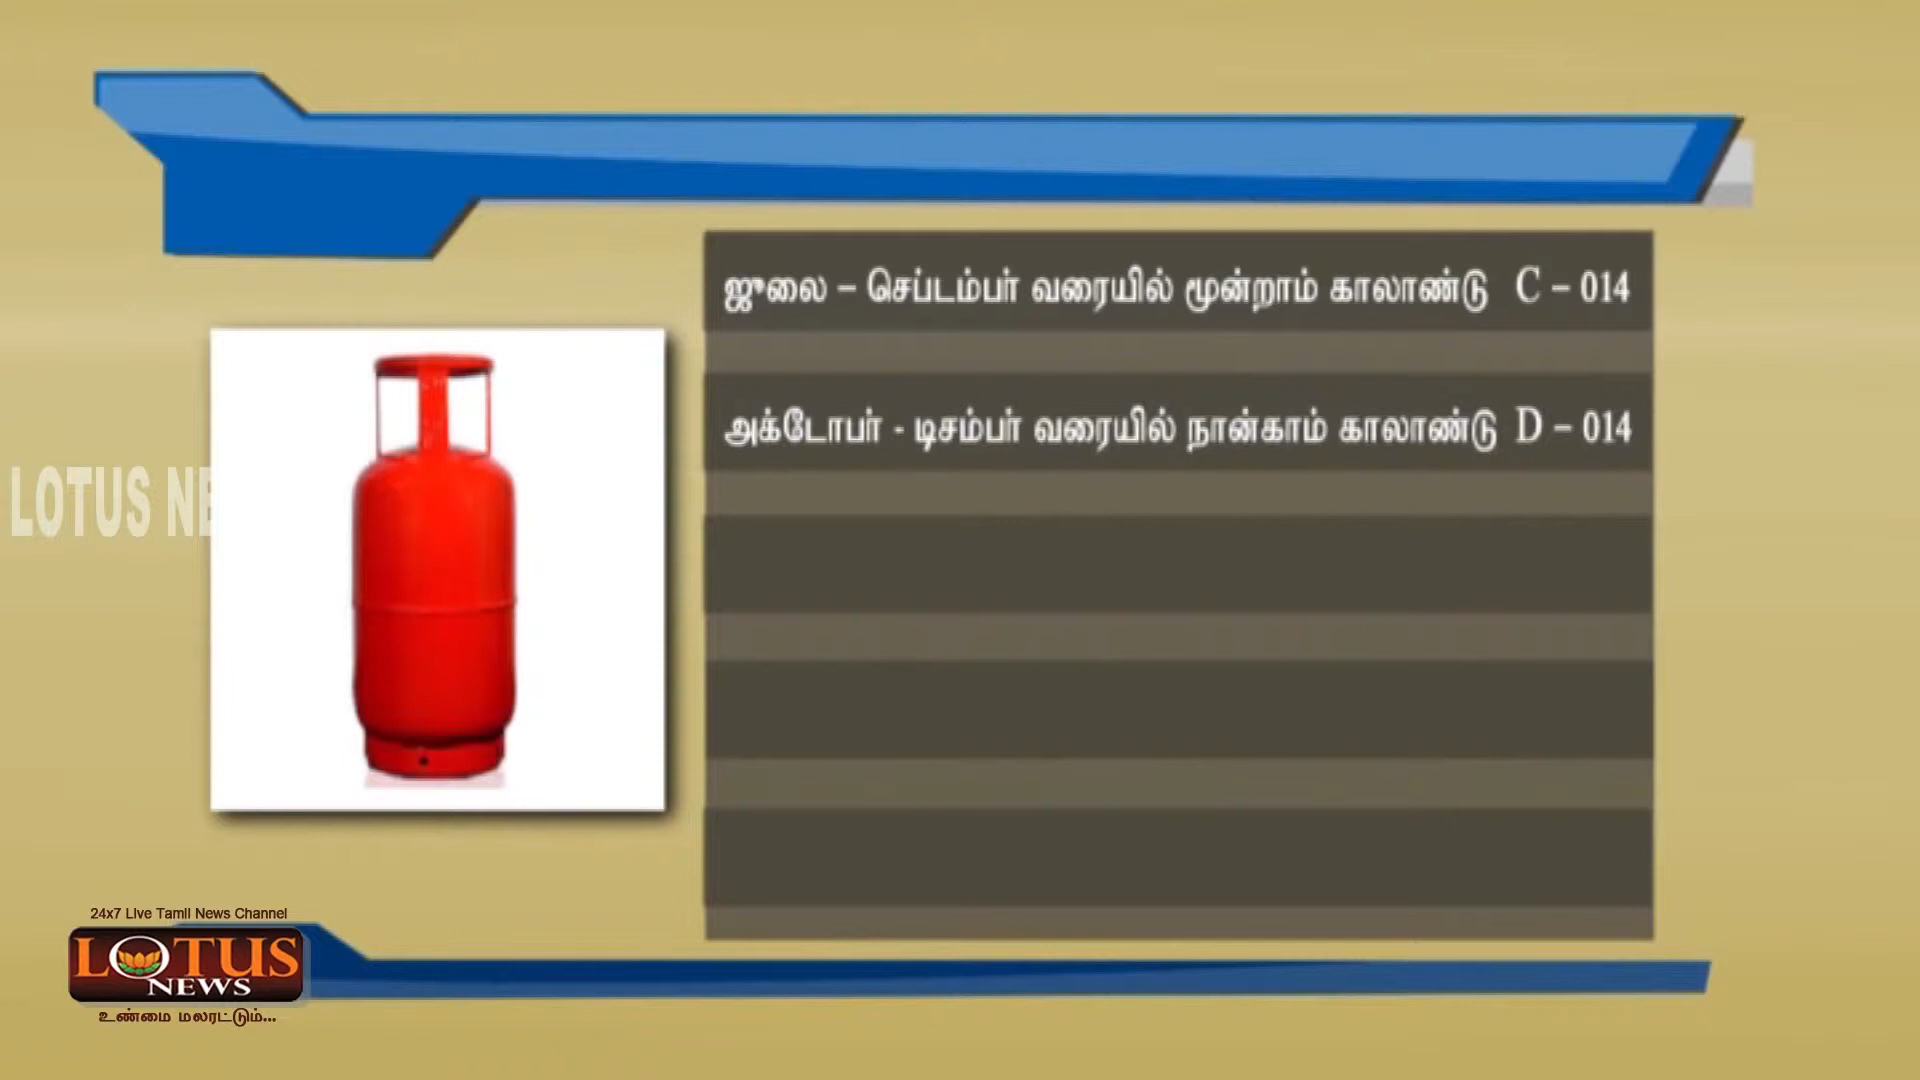 ஜுலை – செப்டம்பர் வரையில் மூன்றாம் காலாண்டு C – 014
அக்டோபர் - டிசம்பர் வரையில் நான்காம் காலாண்டு D – 014
LOTUS NE
24x7 Live Tamil News Channel
LOTUS
NEWS
உண்மை மலரட்டும்...